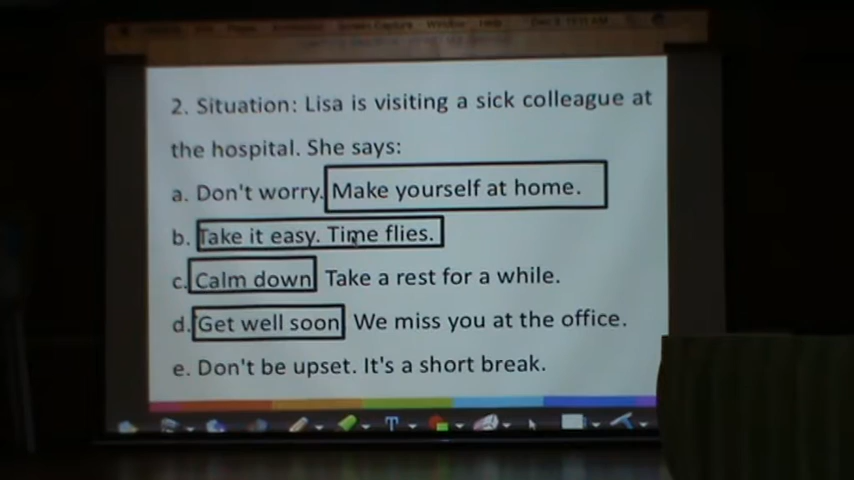 2. Situation: Lisa is visiting a sick colleague at
the hospital. She says:
a. Don't worry. Make yourself at home.
b. Take it easy. Time flies.
c. Calm down Take a rest for a while.
d. Get well soon We miss you at the office.
e. Don't be upset. It's a short break.